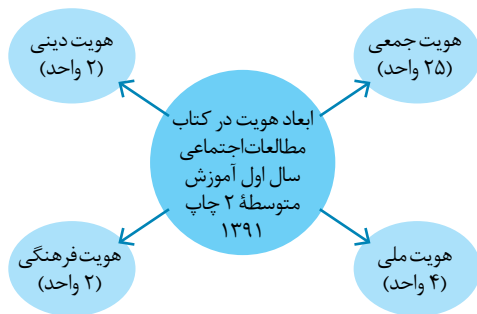 هویت جمعی
(۲۵ واحد)
هویت دینی
(۲ واحد)
ابعاد هویت در کتاب
مطالعات‌اجتماعی
سال اول آموزش
متوسطهٔ ۲ چاپ
۱۳۹۱
هویت ملی
(۴ واحد)
هویت فرهنگی
(۲ واحد)